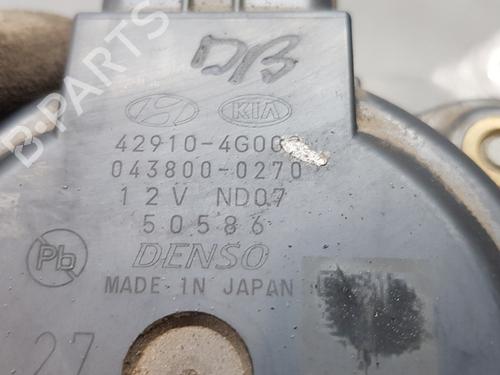 DB
KIA
42910-4G00
043800-0270
12V ND07
50586
Pb
DENSO
MADE IN JAPAN
27
B-PARTS